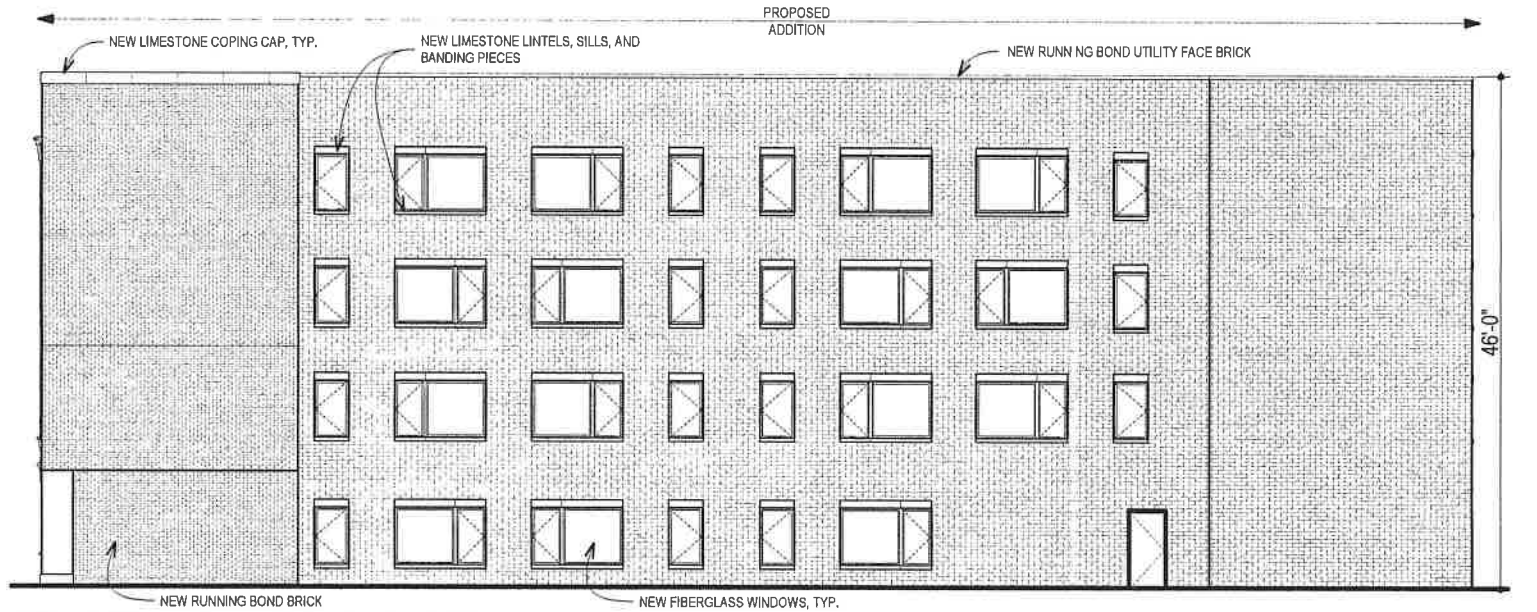 PROPOSED
ADDITION
NEW LIMESTONE COPING CAP, TYP.
NEW LIMESTONE LINTELS, SILLS, AND
BANDING PIECES
NEW RUNN NG BOND UTILITY FACE BRICK
46'-0"
NEW RUNNING BOND BRICK
NEW FIBERGLASS WINDOWS, TYP.